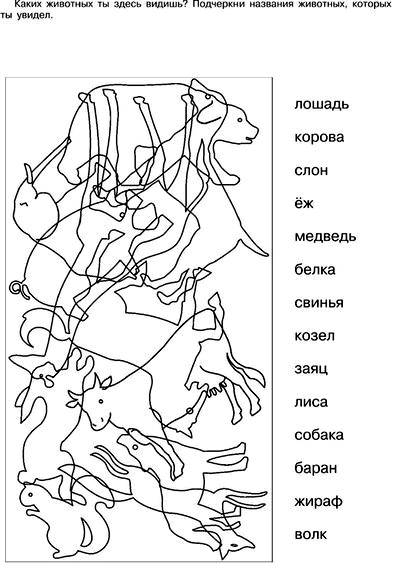 Каких животных ты здесь видишь? Подчеркни названия животных, которых
ты увидел.
лошадь
корова
слон
ёж
медведь
белка
свинья
козел
заяц
лиса
собака
баран
жираф
волк